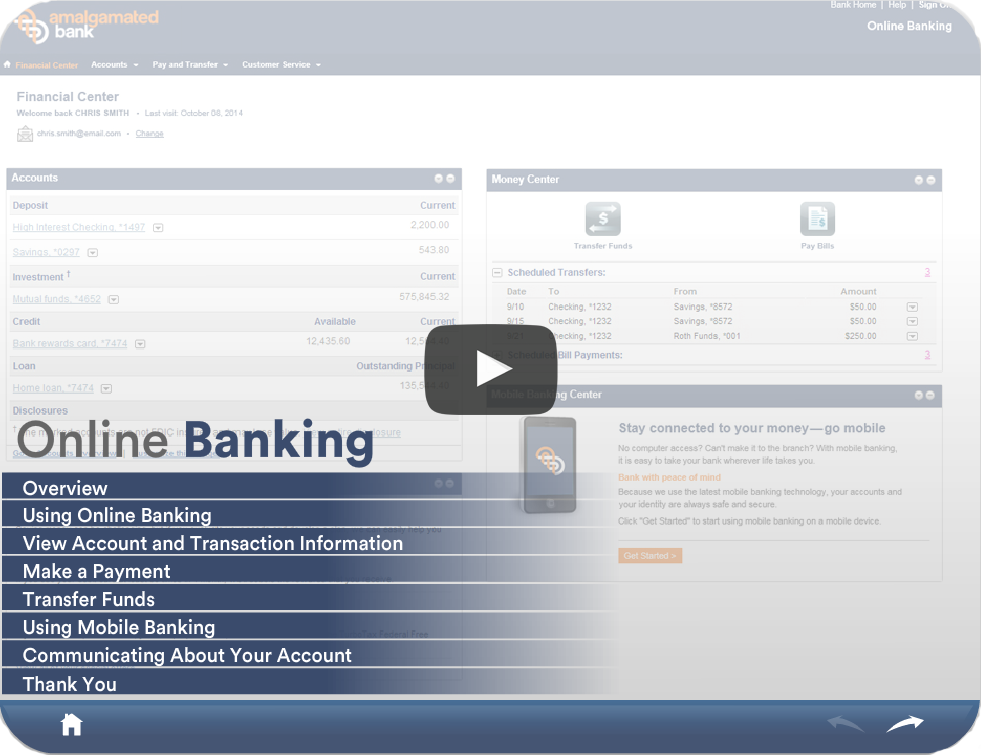 Bank Home | Help | Sign O
amalgamated
bank
Online Banking
Financial Center Accounts Pay and Transfer Customer Service
Financial Center
Welcome back CHRIS SMITH • Last visit: October 08, 2014
chris.smith@email.com • Change
Accounts
Deposit Current
High Interest Checking, *1497 2,200.00
Savings, *0297 543.80
Investment † Current
Mutual funds, *4652 575,845.32
Credit Available Current
Bank rewards card, *7474 12,435.60
Loan Outstanding Principal
Home loan, *7474
Disclosures
Money Center
Transfer Funds Pay Bills
Scheduled Transfers: 3
Date To From Amount
9/10 Checking, *1232 Savings, *8572 $50.00
9/15 Checking, *1232 Savings, *8572 $50.00
Checking, *1232 Roth Funds, *001 $250.00
Scheduled Bill Payments: 3
Mobile Banking Center
Stay connected to your money—go mobile
No computer access? Can't make it to the branch? With mobile banking,
it is easy to take your bank wherever life takes you.
Bank with peace of mind
Because we use the latest mobile banking technology, your accounts and
your identity are always safe and secure.
Click "Get Started" to start using mobile banking on a mobile device.
Get Started >
Online Banking
Overview
Using Online Banking
View Account and Transaction Information
Make a Payment
Transfer Funds
Using Mobile Banking
Communicating About Your Account
Thank You